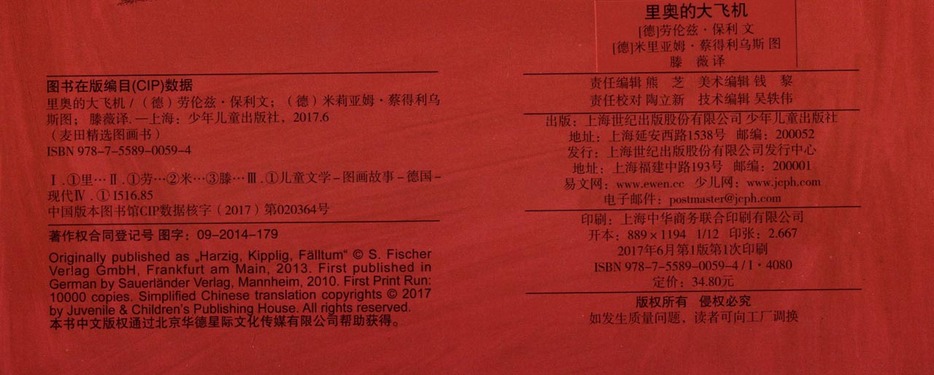 图书在版编目(CIP)数据
里奥的大飞机 /（德）劳伦兹·保利文；（德）米莉亚姆·蔡得利乌
斯图； 滕薇译. —上海：少年儿童出版社，2017.6
（麦田精选图画书）
ISBN 978-7-5589-0059-4
Ⅰ. ①里… Ⅱ. ①劳…②米…③滕… Ⅲ. ①儿童文学-图画故事-德国-
现代Ⅳ. ① I516.85
中国版本图书馆CIP数据核字（2017）第020364号
著作权合同登记号 图字：09-2014-179
Originally published as „Harzig, Kipplig, Fälltum“ © S. Fischer
Verlag GmbH, Frankfurt am Main, 2013. First published in
German by Sauerländer Verlag, Mannheim, 2010. First Print Run:
10000 copies. Simplified Chinese translation copyrights © 2017
by Juvenile & Children's Publishing House. All rights reserved.
本书中文版权通过北京华德星际文化传媒有限公司帮助获得。
里奥的大飞机
[德]劳伦兹·保利 文
[德]米里亚姆·蔡得利乌斯 图
滕 薇 译
责任编辑 熊 芝 美术编辑 钱 黎
责任校对 陶立新 技术编辑 吴轶伟
出版：上海世纪出版股份有限公司 少年儿童出版社
地址：上海延安西路1538号 邮编：200052
发行：上海世纪出版股份有限公司发行中心
地址：上海福建中路193号 邮编：200001
易文网：www.ewen.cc 少儿网：www.jcph.com
电子邮件：postmaster@jcph.com
印刷：上海中华商务联合印刷有限公司
开本：889×1194 1/12 印张：2.667
2017年6月第1版第1次印刷
ISBN 978-7-5589-0059-4 / I·4080
定价：34.80元
版权所有 侵权必究
如发生质量问题，读者可向工厂调换